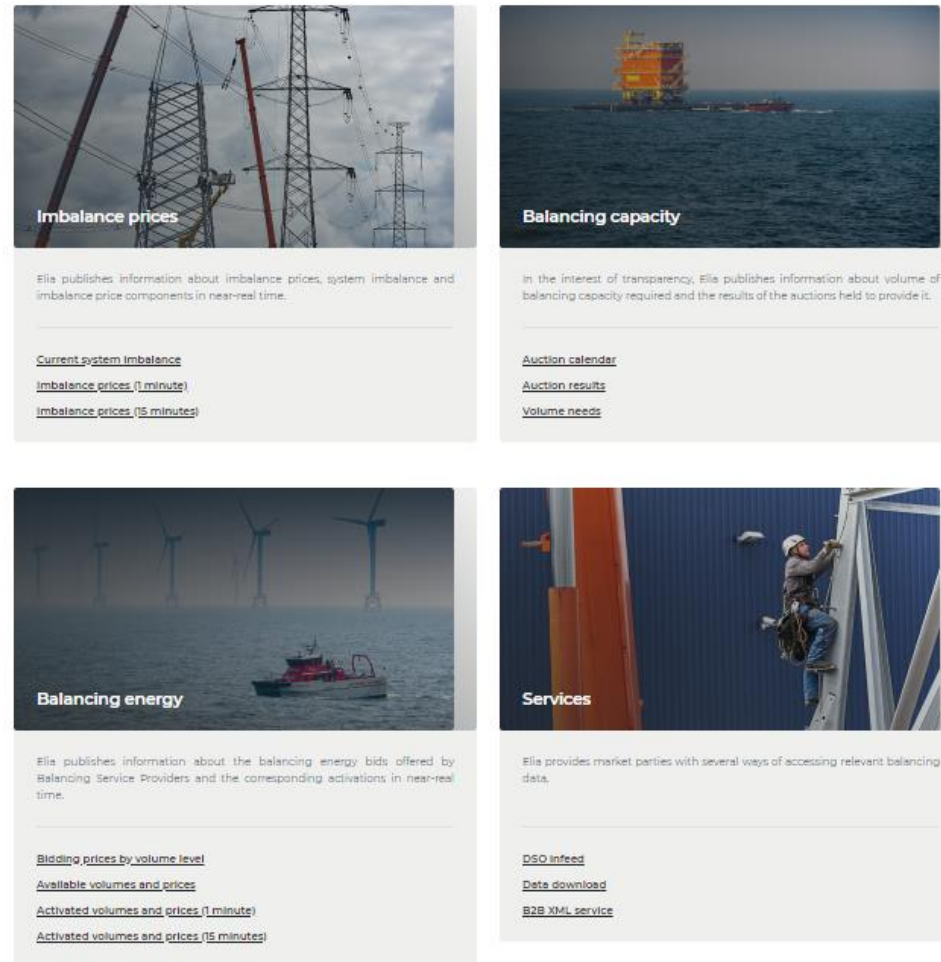 Imbalance prices
Elia publishes information about imbalance prices, system imbalance and
imbalance price components in near-real time.
Current system imbalance
Imbalance prices (1 minute)
Imbalance prices (15 minutes)
Balancing capacity
In the interest of transparency, Elia publishes information about volume of
balancing capacity required and the results of the auctions held to provide it.
Auction calendar
Auction results
Volume needs
Balancing energy
Elia publishes information about the balancing energy bids offered by
Balancing Service Providers and the corresponding activations in near-real
time.
Bidding prices by volume level
Available volumes and prices
Activated volumes and prices (1 minute)
Activated volumes and prices (15 minutes)
Services
Elia provides market parties with several ways of accessing relevant balancing
data.
DSO infeed
Data download
B2B XML service